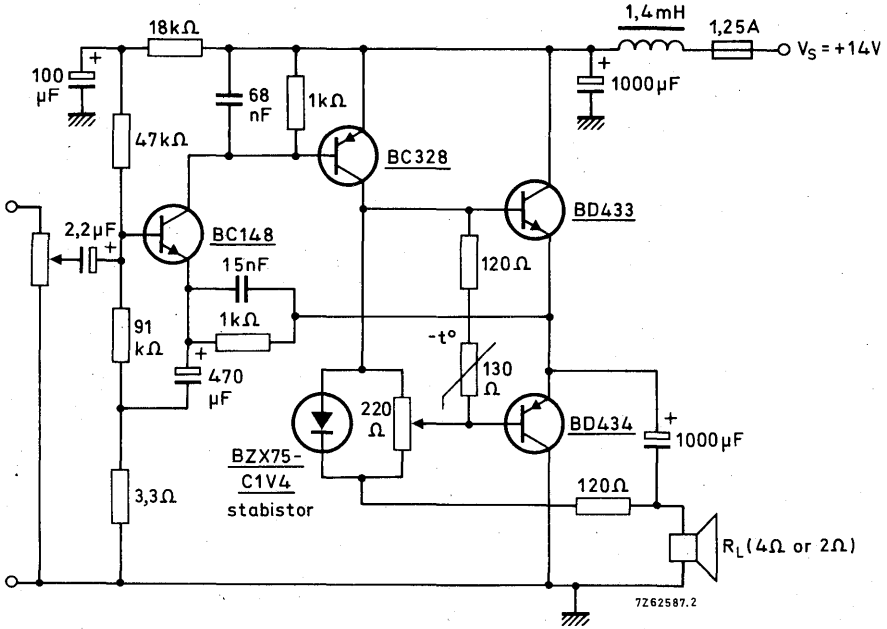 18kΩ
1,4mH
1,25A
V_S = +14V
+
100
µF
68
nF
1kΩ
+
1000µF
47kΩ
BC328
BD433
2,2µF
+
BC148
15nF
120Ω
1kΩ
-t°
91
kΩ
+
470
µF
130
Ω
220
Ω
BD434
+
1000µF
BZX75-
C1V4
stabistor
3,3Ω
120Ω
R_L (4Ω or 2Ω)
7Z62587.2